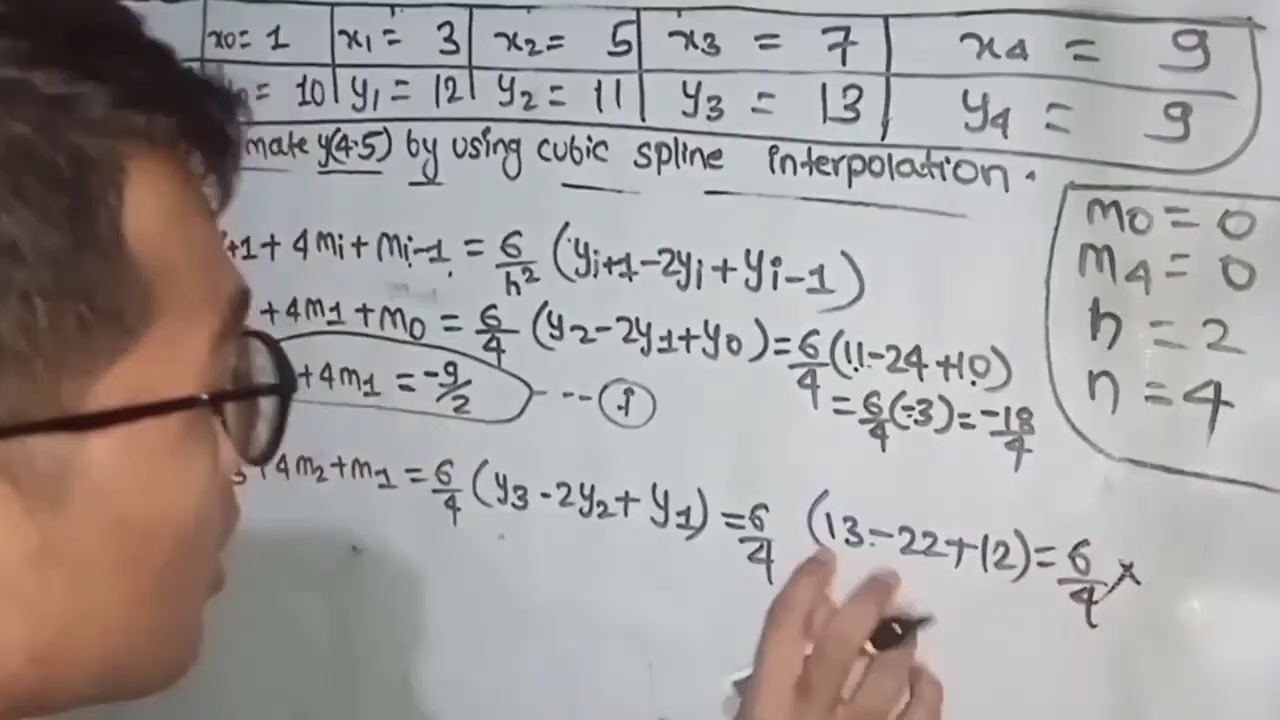 x0= 1 x1= 3 x2= 5 x3 = 7 x4 = 9
= 10 y1= 12 y2= 11 y3 = 13 y4 = 9
mate y(4.5) by using cubic spline interpolation.
m0 = 0
m4 = 0
h = 2
n = 4
+1 + 4mi + mi-1 = 6/h² (yi+1 - 2yi + yi-1)
+ 4m1 + m0 = 6/4 (y2 - 2y1 + y0) = 6/4 (11-24+10)
+ 4m1 = -9/2 --- (i)
= 6/4 (-3) = -18/4
+ 4m2 + m1 = 6/4 (y3 - 2y2 + y1) = 6/4 (13-22+12) = 6/4 x